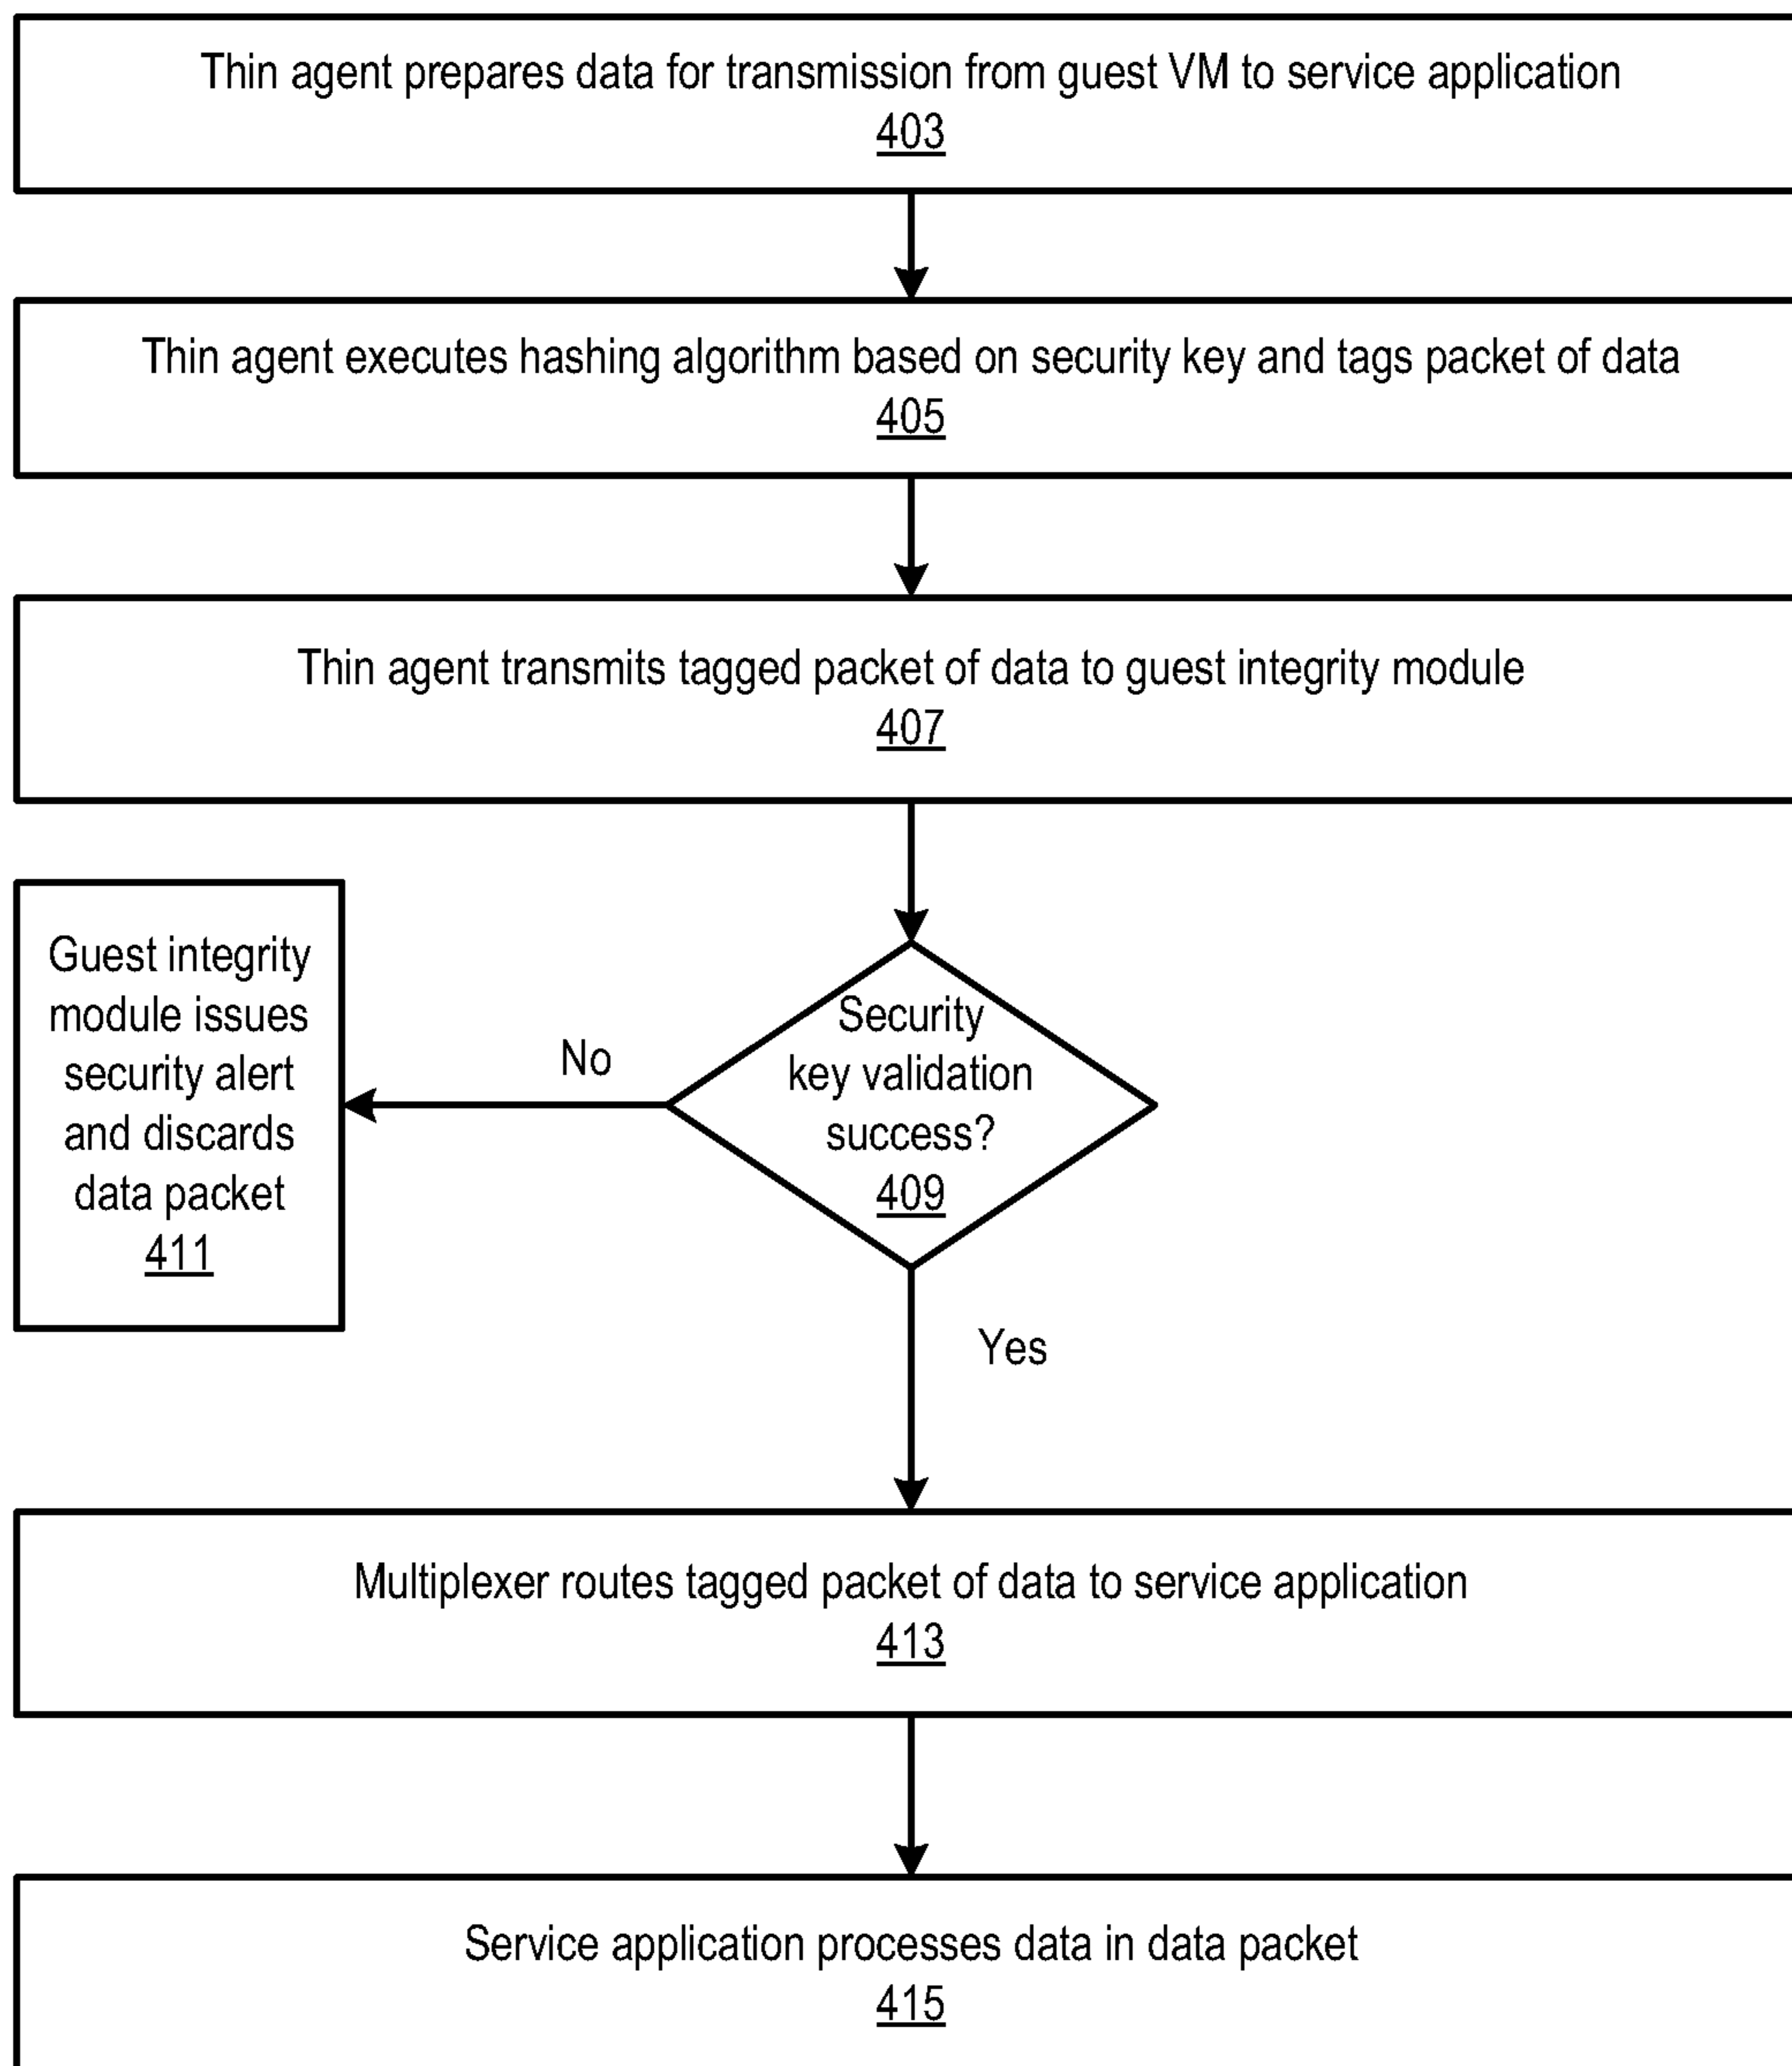 Thin agent prepares data for transmission from guest VM to service application
403
Thin agent executes hashing algorithm based on security key and tags packet of data
405
Thin agent transmits tagged packet of data to guest integrity module
407
Guest integrity
module issues
security alert
and discards
data packet
411
No
Security
key validation
success?
409
Yes
Multiplexer routes tagged packet of data to service application
413
Service application processes data in data packet
415